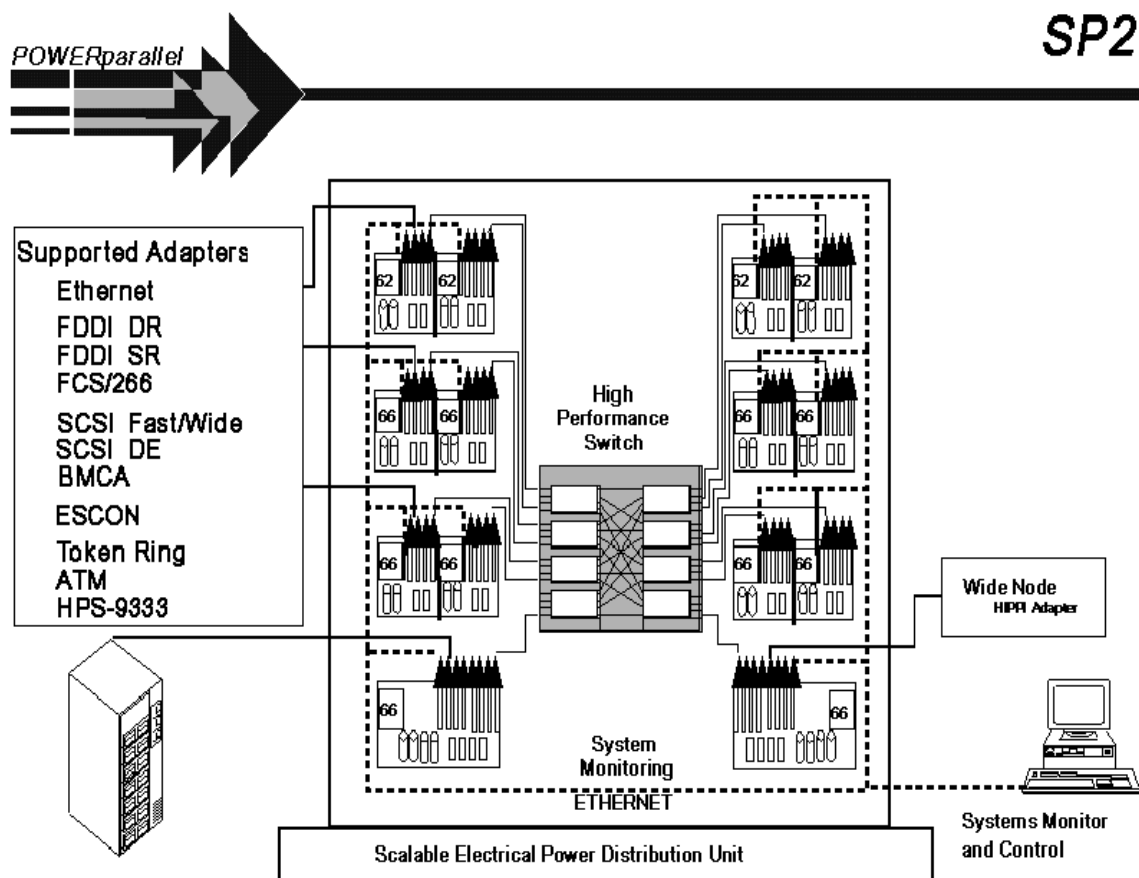 POWERparallel
SP2
Supported Adapters
Ethernet
FDDI DR
FDDI SR
FCS/266
SCSI Fast/Wide
SCSI DE
BMCA
ESCON
Token Ring
ATM
HPS-9333
62
62
62
62
66
66
66
66
66
66
66
66
66
66
High
Performance
Switch
Wide Node
HIPPI Adapter
System
Monitoring
ETHERNET
Systems Monitor
and Control
Scalable Electrical Power Distribution Unit